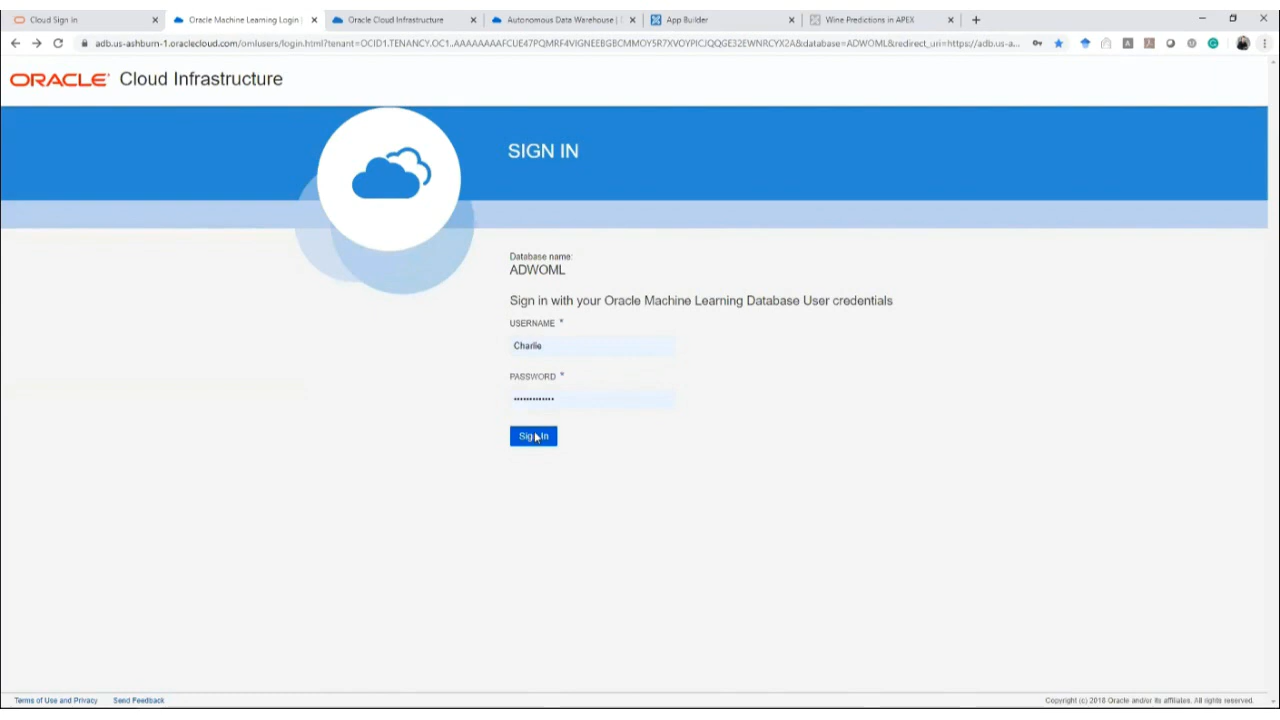 Cloud Sign In
Oracle Machine Learning Login
Oracle Cloud Infrastructure
Autonomous Data Warehouse |
App Builder
Wine Predictions in APEX
ORACLE Cloud Infrastructure
SIGN IN
Database name:
ADWOML
Sign in with your Oracle Machine Learning Database User credentials
USERNAME *
Charlie
PASSWORD *
•••••••••••••
Sign In
Terms of Use and Privacy Send Feedback
Copyright (c) 2018 Oracle and/or its affiliates. All rights reserved.